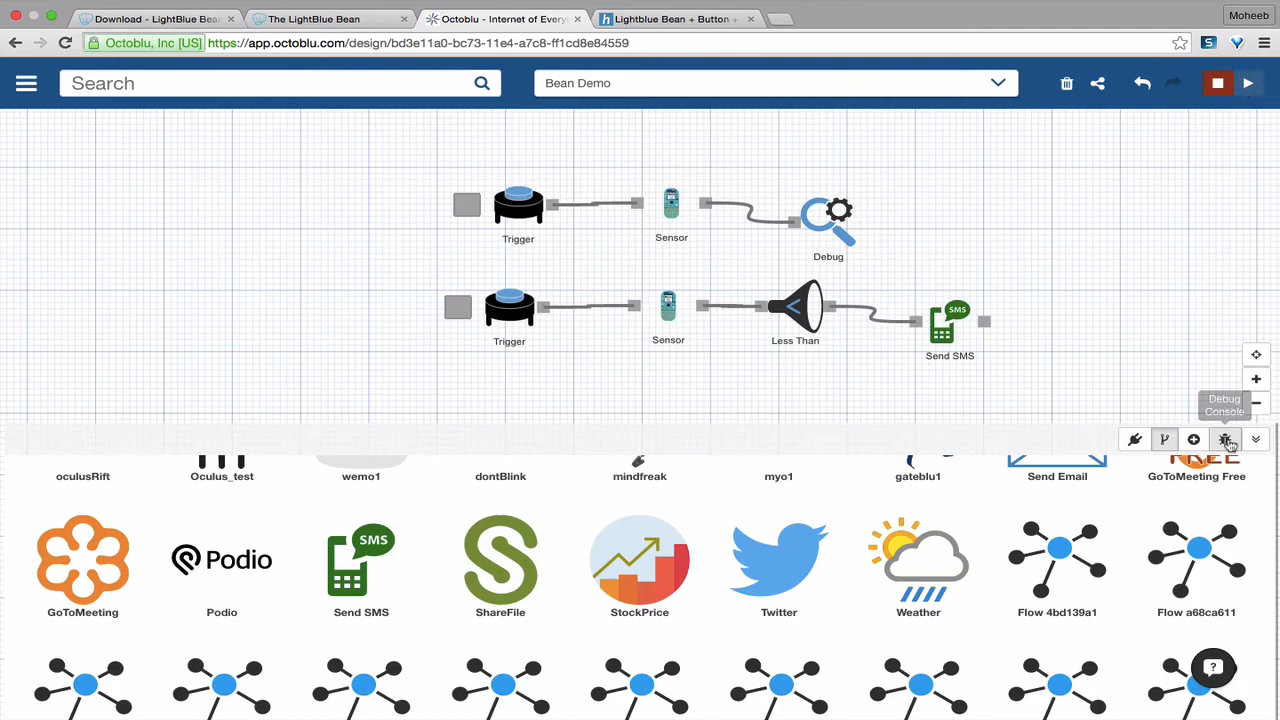 Download - LightBlue Bean
The LightBlue Bean
Octoblu - Internet of Everyt
Lightblue Bean + Button +
Moheeb
Octoblu, Inc [US]
https://app.octoblu.com/design/bd3e11a0-bc73-11e4-a7c8-ff1cd8e84559
Search
Bean Demo
Trigger
Sensor
Debug
Trigger
Sensor
Less Than
SMS
Send SMS
Debug
Console
oculusRift
Oculus_test
wemo1
dontBlink
mindfreak
myo1
gateblu1
Send Email
FREE
GoToMeeting Free
Podio
SMS
GoToMeeting
Podio
Send SMS
ShareFile
StockPrice
Twitter
Weather
Flow 4bd139a1
Flow a68ca611